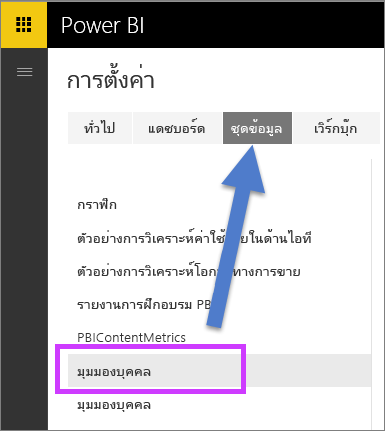 Power BI
การตั้งค่า
ทั่วไป แดชบอร์ด ชุดข้อมูล เวิร์กบุ๊ก
กราฟิก
ตัวอย่างการวิเคราะห์ค่าใช้ ายในด้านไอที
ตัวอย่างการวิเคราะห์โอก ทางการขาย
รายงานการฝึกอบรม PB
PBIContentMetrics
มุมมองบุคคล
มุมมองบุคคล